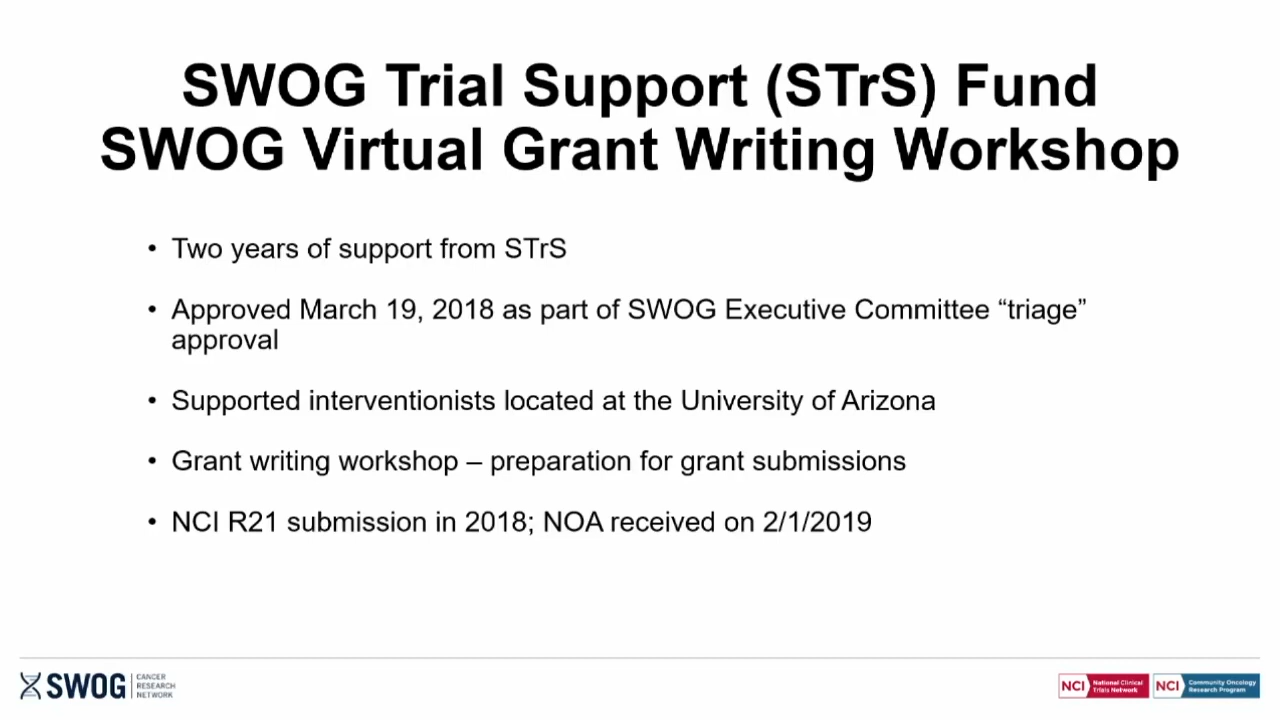 SWOG Trial Support (STrS) Fund
SWOG Virtual Grant Writing Workshop
• Two years of support from STrS
• Approved March 19, 2018 as part of SWOG Executive Committee “triage”
approval
• Supported interventionists located at the University of Arizona
• Grant writing workshop – preparation for grant submissions
• NCI R21 submission in 2018; NOA received on 2/1/2019
SWOG
CANCER
RESEARCH
NETWORK
NCI
National Clinical
Trials Network
NCI
Community Oncology
Research Program